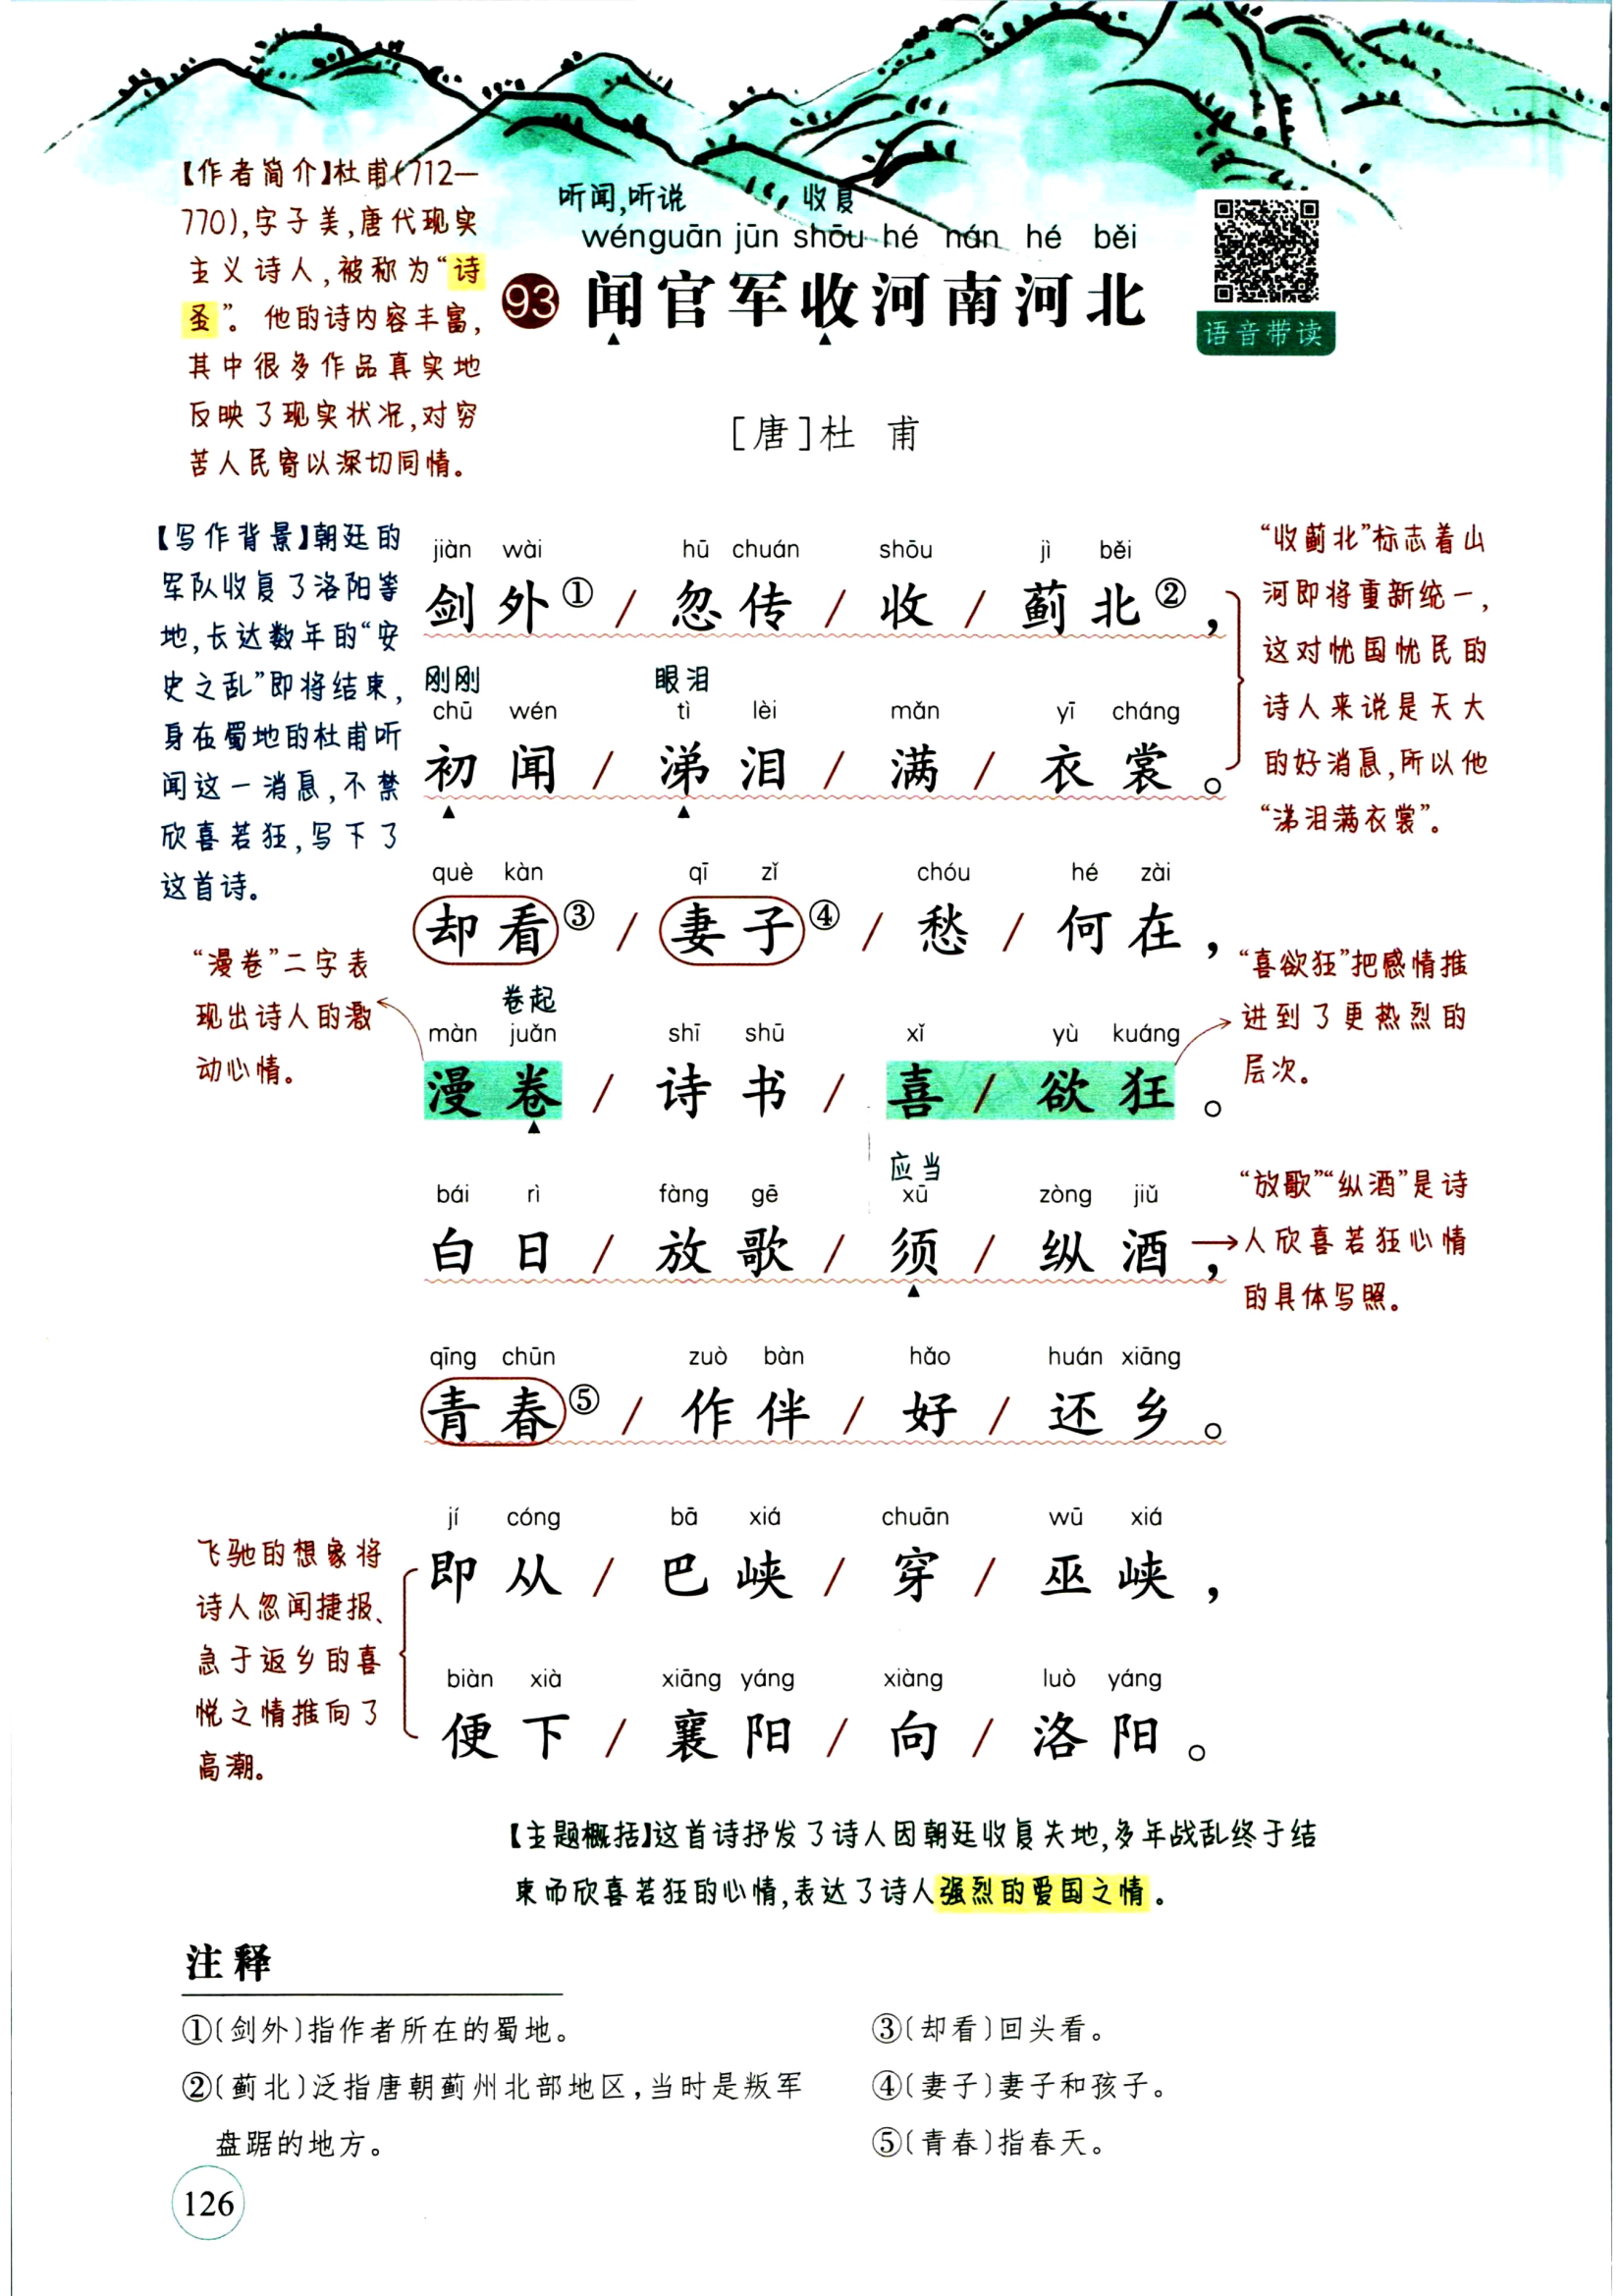 【作者简介】杜甫(712—
770),字子美,唐代现实
主义诗人,被称为“诗
圣”。他的诗内容丰富,
其中很多作品真实地
反映了现实状况,对穷
苦人民寄以深切同情。
听闻,听说 收复
wénguān jūn shōu hé nán hé běi
93 闻官军收河南河北
语音带读
[唐]杜 甫
【写作背景】朝廷的
军队收复了洛阳等
地,长达数年的“安
史之乱”即将结束,
身在蜀地的杜甫听
闻这一消息,不禁
欣喜若狂,写下了
这首诗。
jiàn wài hū chuán shōu jì běi
剑外① / 忽传 / 收 / 蓟北②,
刚刚 眼泪
chū wén tì lèi mǎn yī cháng
初闻 / 涕泪 / 满 / 衣裳。
“收蓟北”标志着山
河即将重新统一,
这对忧国忧民的
诗人来说是天大
的好消息,所以他
“涕泪满衣裳”。
què kàn qī zǐ chóu hé zài
却看③ / 妻子④ / 愁 / 何在,
“漫卷”二字表
现出诗人的激
动心情。
卷起
màn juǎn shī shū xǐ yù kuáng
漫卷 / 诗书 / 喜 / 欲狂。
“喜欲狂”把感情推
进到了更热烈的
层次。
应当
bái rì fàng gē xū zòng jiǔ
白日 / 放歌 / 须 / 纵酒,
“放歌”“纵酒”是诗
人欣喜若狂心情
的具体写照。
qīng chūn zuò bàn hǎo huán xiāng
青春⑤ / 作伴 / 好 / 还乡。
jí cóng bā xiá chuān wū xiá
即从 / 巴峡 / 穿 / 巫峡,
biàn xià xiāng yáng xiàng luò yáng
便下 / 襄阳 / 向 / 洛阳。
飞驰的想象将
诗人忽闻捷报、
急于返乡的喜
悦之情推向了
高潮。
【主题概括】这首诗抒发了诗人因朝廷收复失地,多年战乱终于结
束而欣喜若狂的心情,表达了诗人强烈的爱国之情。
注释
①〔剑外〕指作者所在的蜀地。
②〔蓟北〕泛指唐朝蓟州北部地区,当时是叛军
盘踞的地方。
③〔却看〕回头看。
④〔妻子〕妻子和孩子。
⑤〔青春〕指春天。
126